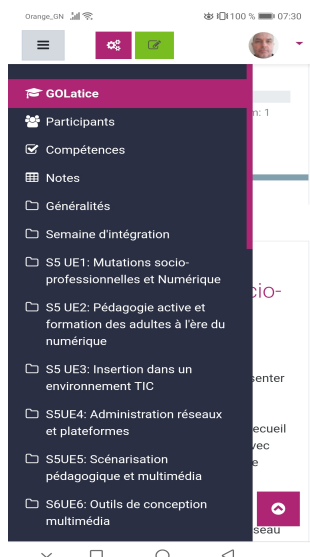 Orange_GN
100 % 07:30
GOLatice
Participants
n: 1
Compétences
Notes
Généralités
Semaine d'intégration
S5 UE1: Mutations socio-
professionnelles et Numérique
cio-
S5 UE2: Pédagogie active et
formation des adultes à l'ère du
numérique
S5 UE3: Insertion dans un
environnement TIC
senter
S5UE4: Administration réseaux
et plateformes
ecueil
vec
S5UE5: Scénarisation
pédagogique et multimédia
e
S6UE6: Outils de conception
multimédia
seau